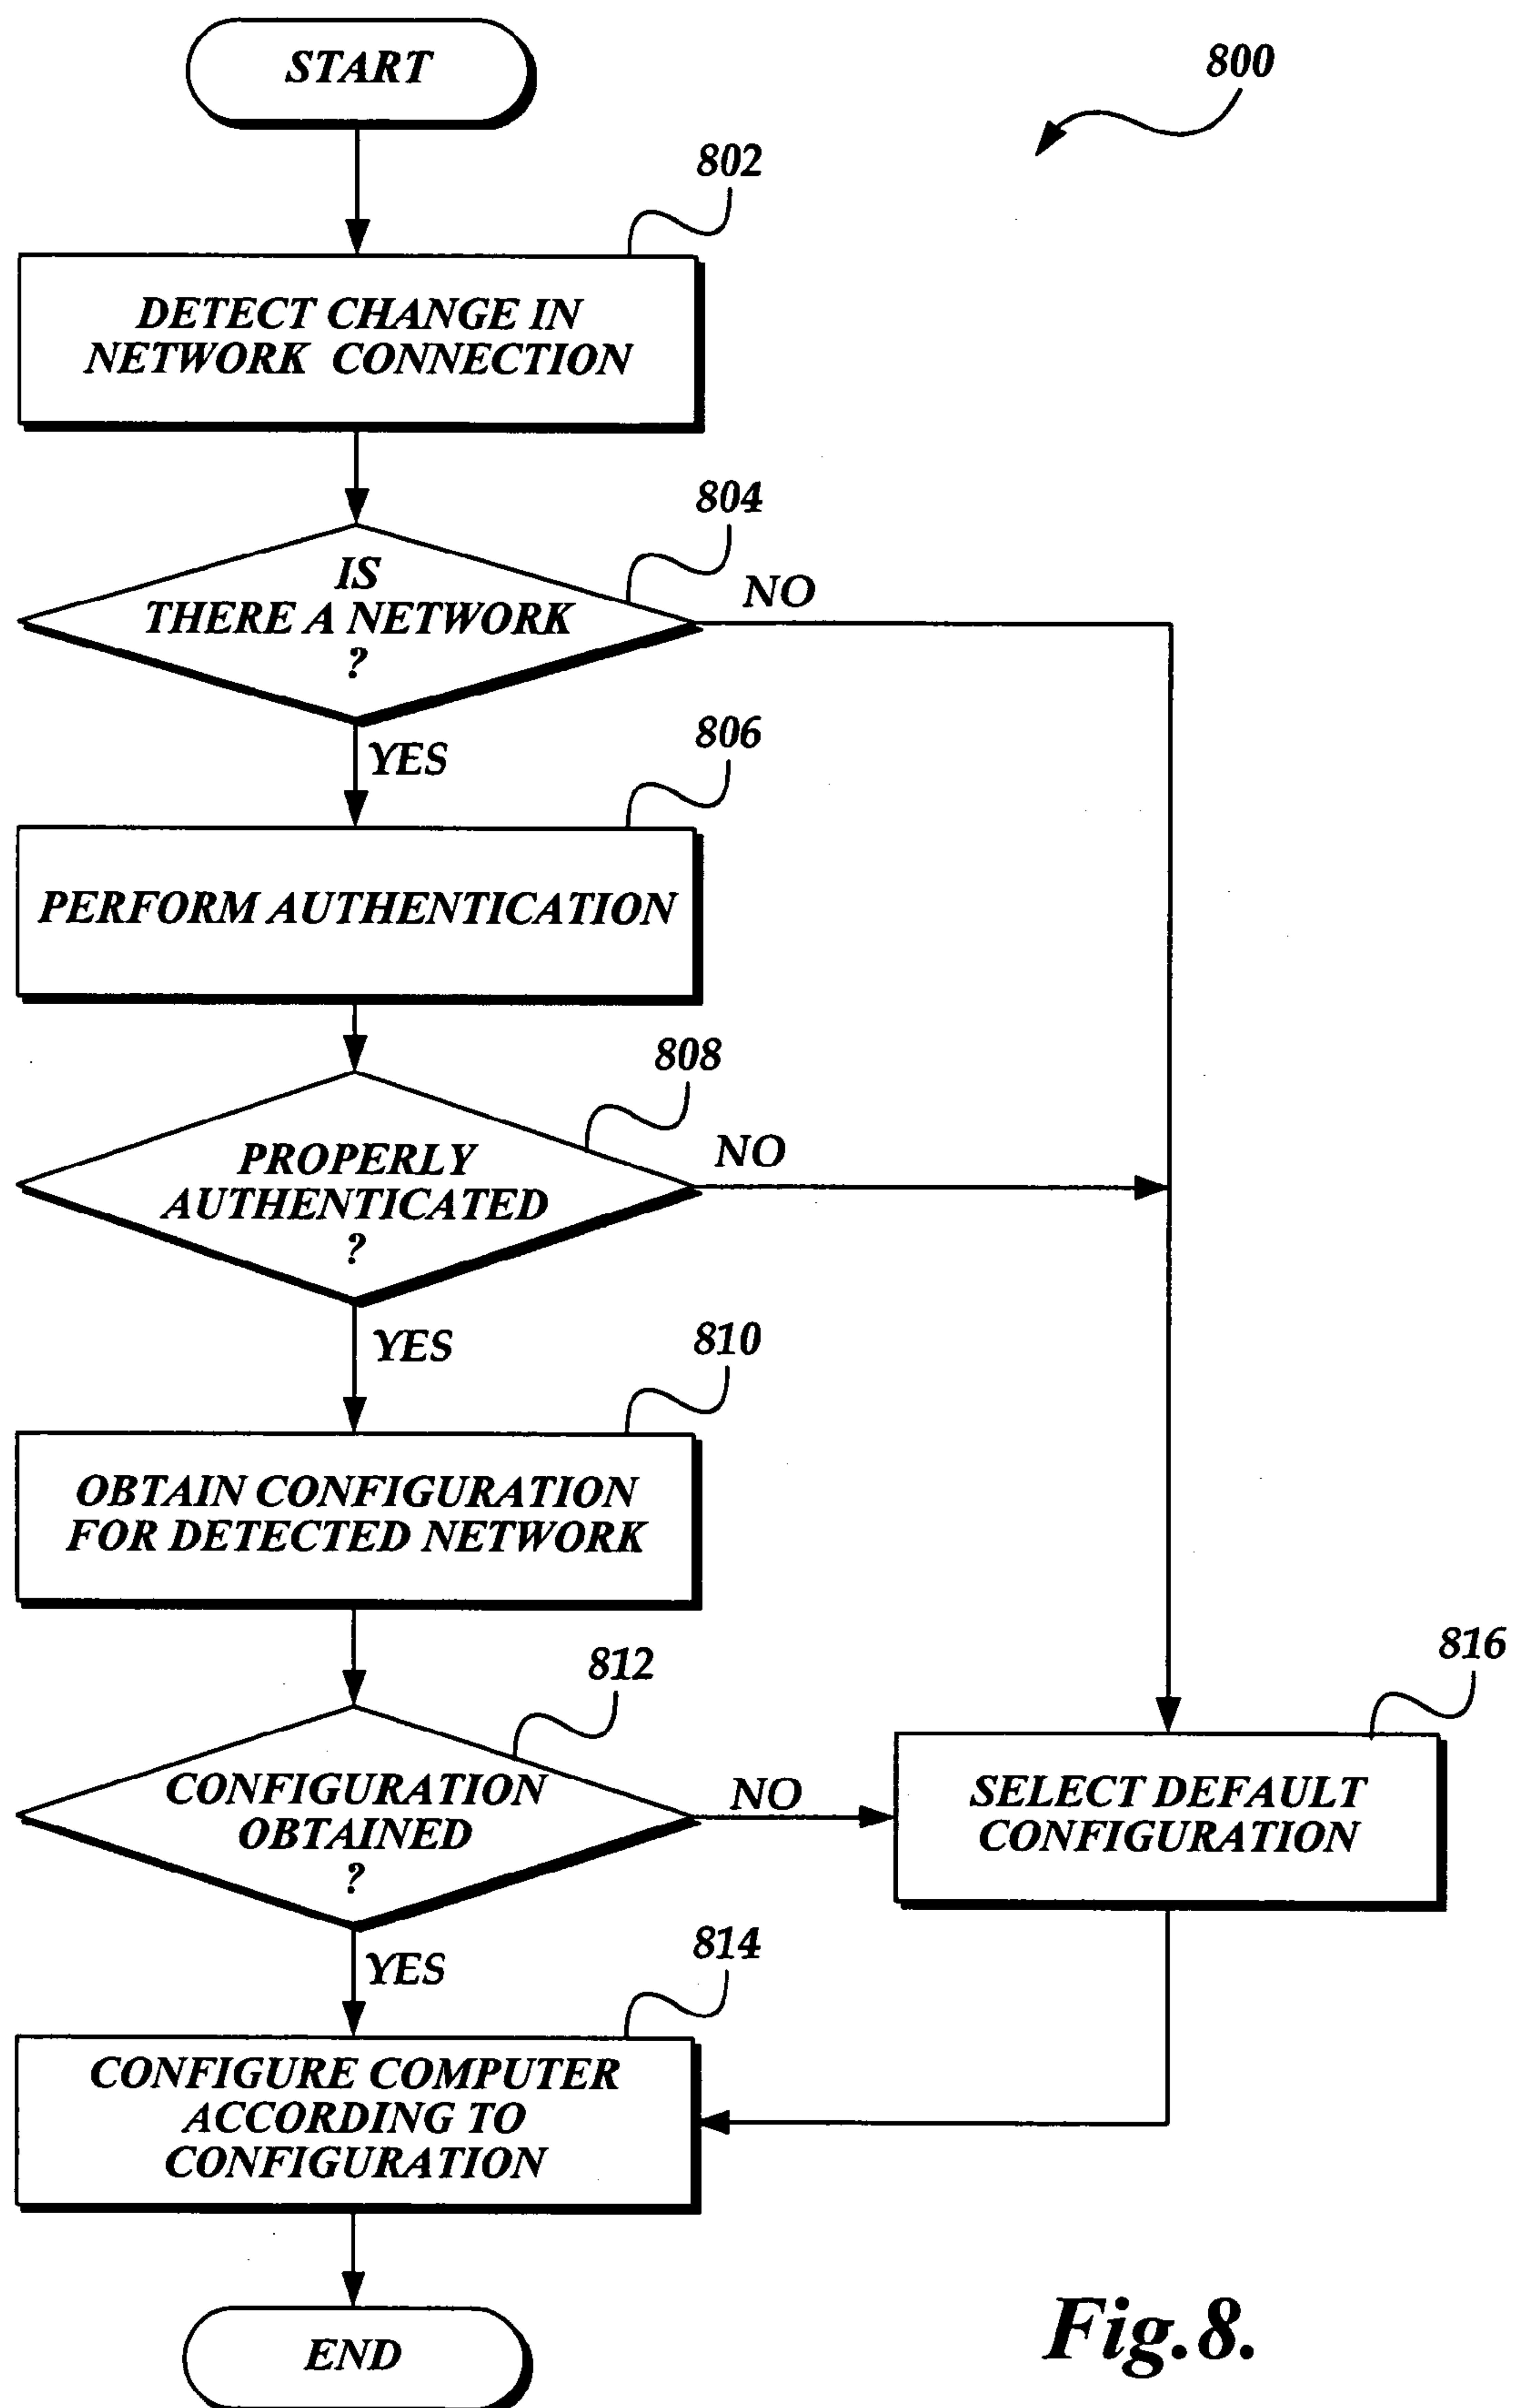 START
800
802
DETECT CHANGE IN
NETWORK CONNECTION
804
IS
THERE A NETWORK
?
NO
YES
806
PERFORM AUTHENTICATION
808
PROPERLY
AUTHENTICATED
?
NO
YES
810
OBTAIN CONFIGURATION
FOR DETECTED NETWORK
812
CONFIGURATION
OBTAINED
?
NO
816
SELECT DEFAULT
CONFIGURATION
YES
814
CONFIGURE COMPUTER
ACCORDING TO
CONFIGURATION
END
Fig.8.